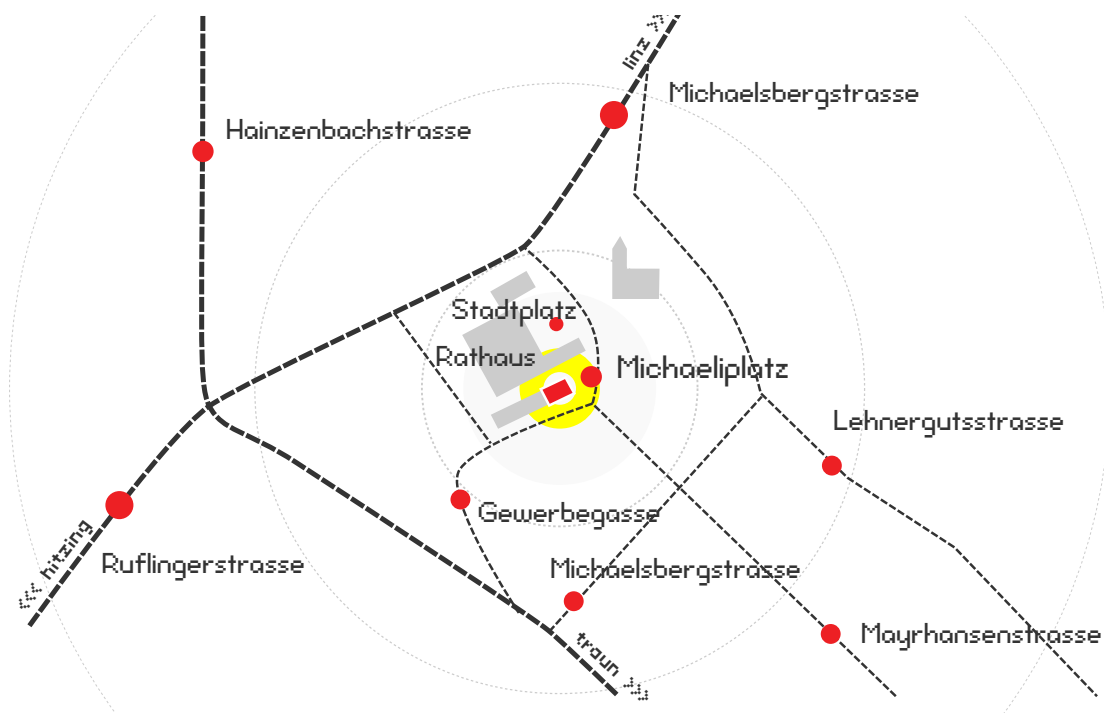 linz >>
Michaelsbergstrasse
Hainzenbachstrasse
Stadtplatz
Rathaus
Michaeliplatz
Lehnergutsstrasse
Gewerbegasse
<<< hitzing
Ruflingerstrasse
Michaelsbergstrasse
Mayrhansenstrasse
traun >>>